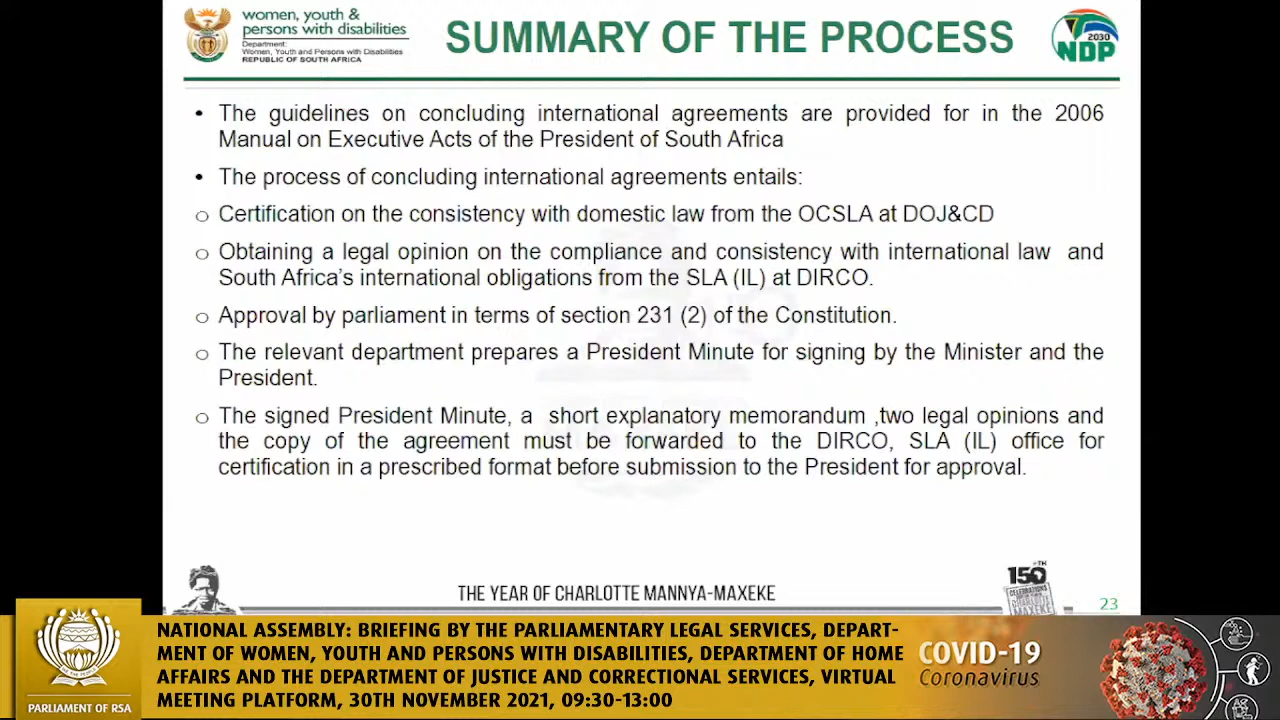 women, youth &
persons with disabilities
Department:
Women, Youth and Persons with Disabilities
REPUBLIC OF SOUTH AFRICA
SUMMARY OF THE PROCESS
2030
NDP
• The guidelines on concluding international agreements are provided for in the 2006
Manual on Executive Acts of the President of South Africa
• The process of concluding international agreements entails:
o Certification on the consistency with domestic law from the OCSLA at DOJ&CD
o Obtaining a legal opinion on the compliance and consistency with international law and
South Africa's international obligations from the SLA (IL) at DIRCO.
o Approval by parliament in terms of section 231 (2) of the Constitution.
o The relevant department prepares a President Minute for signing by the Minister and the
President.
o The signed President Minute, a short explanatory memorandum ,two legal opinions and
the copy of the agreement must be forwarded to the DIRCO, SLA (IL) office for
certification in a prescribed format before submission to the President for approval.
THE YEAR OF CHARLOTTE MANNYA-MAXEKE
150TH
CELEBRATIONS
23
PARLIAMENT OF RSA
NATIONAL ASSEMBLY: BRIEFING BY THE PARLIAMENTARY LEGAL SERVICES, DEPART-
MENT OF WOMEN, YOUTH AND PERSONS WITH DISABILITIES, DEPARTMENT OF HOME
AFFAIRS AND THE DEPARTMENT OF JUSTICE AND CORRECTIONAL SERVICES, VIRTUAL
MEETING PLATFORM, 30TH NOVEMBER 2021, 09:30-13:00
COVID-19
Coronavirus